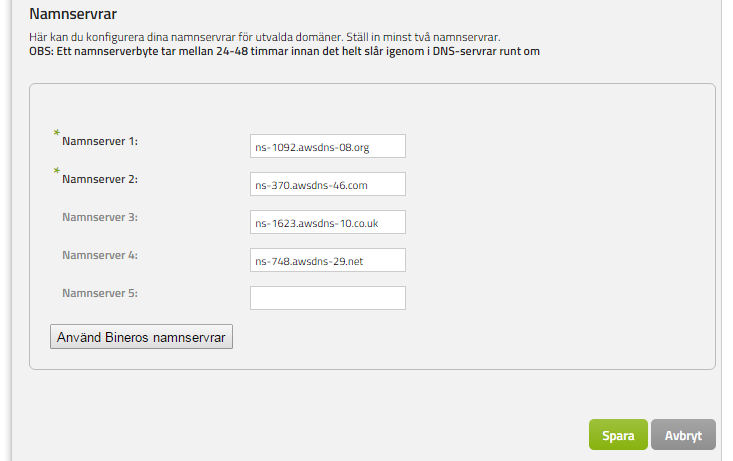 Namnservrar
Här kan du konfigurera dina namnservrar för utvalda domäner. Ställ in minst två namnservrar.
OBS: Ett namnserverbyte tar mellan 24-48 timmar innan det helt slår igenom i DNS-servrar runt om
* Namnserver 1: ns-1092.awsdns-08.org
* Namnserver 2: ns-370.awsdns-46.com
Namnserver 3: ns-1623.awsdns-10.co.uk
Namnserver 4: ns-748.awsdns-29.net
Namnserver 5:
Använd Bineros namnservrar
Spara Avbryt